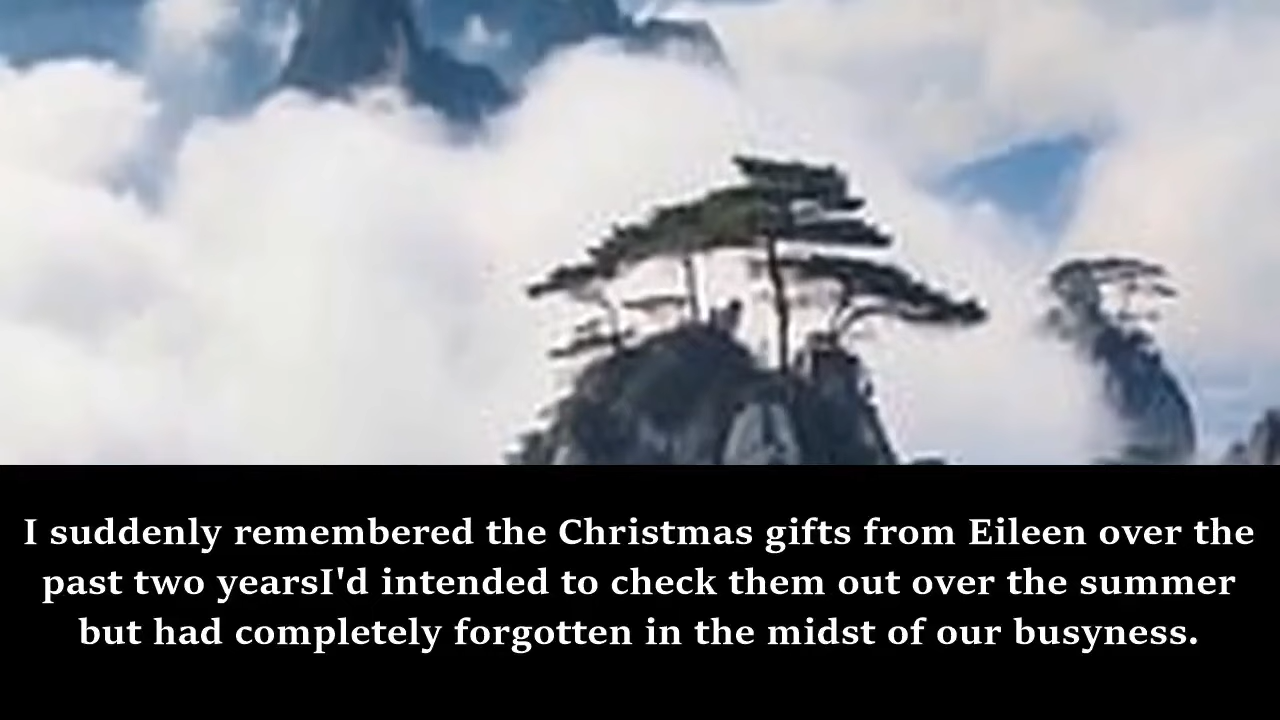 I suddenly remembered the Christmas gifts from Eileen over the
past two yearsI'd intended to check them out over the summer
but had completely forgotten in the midst of our busyness.